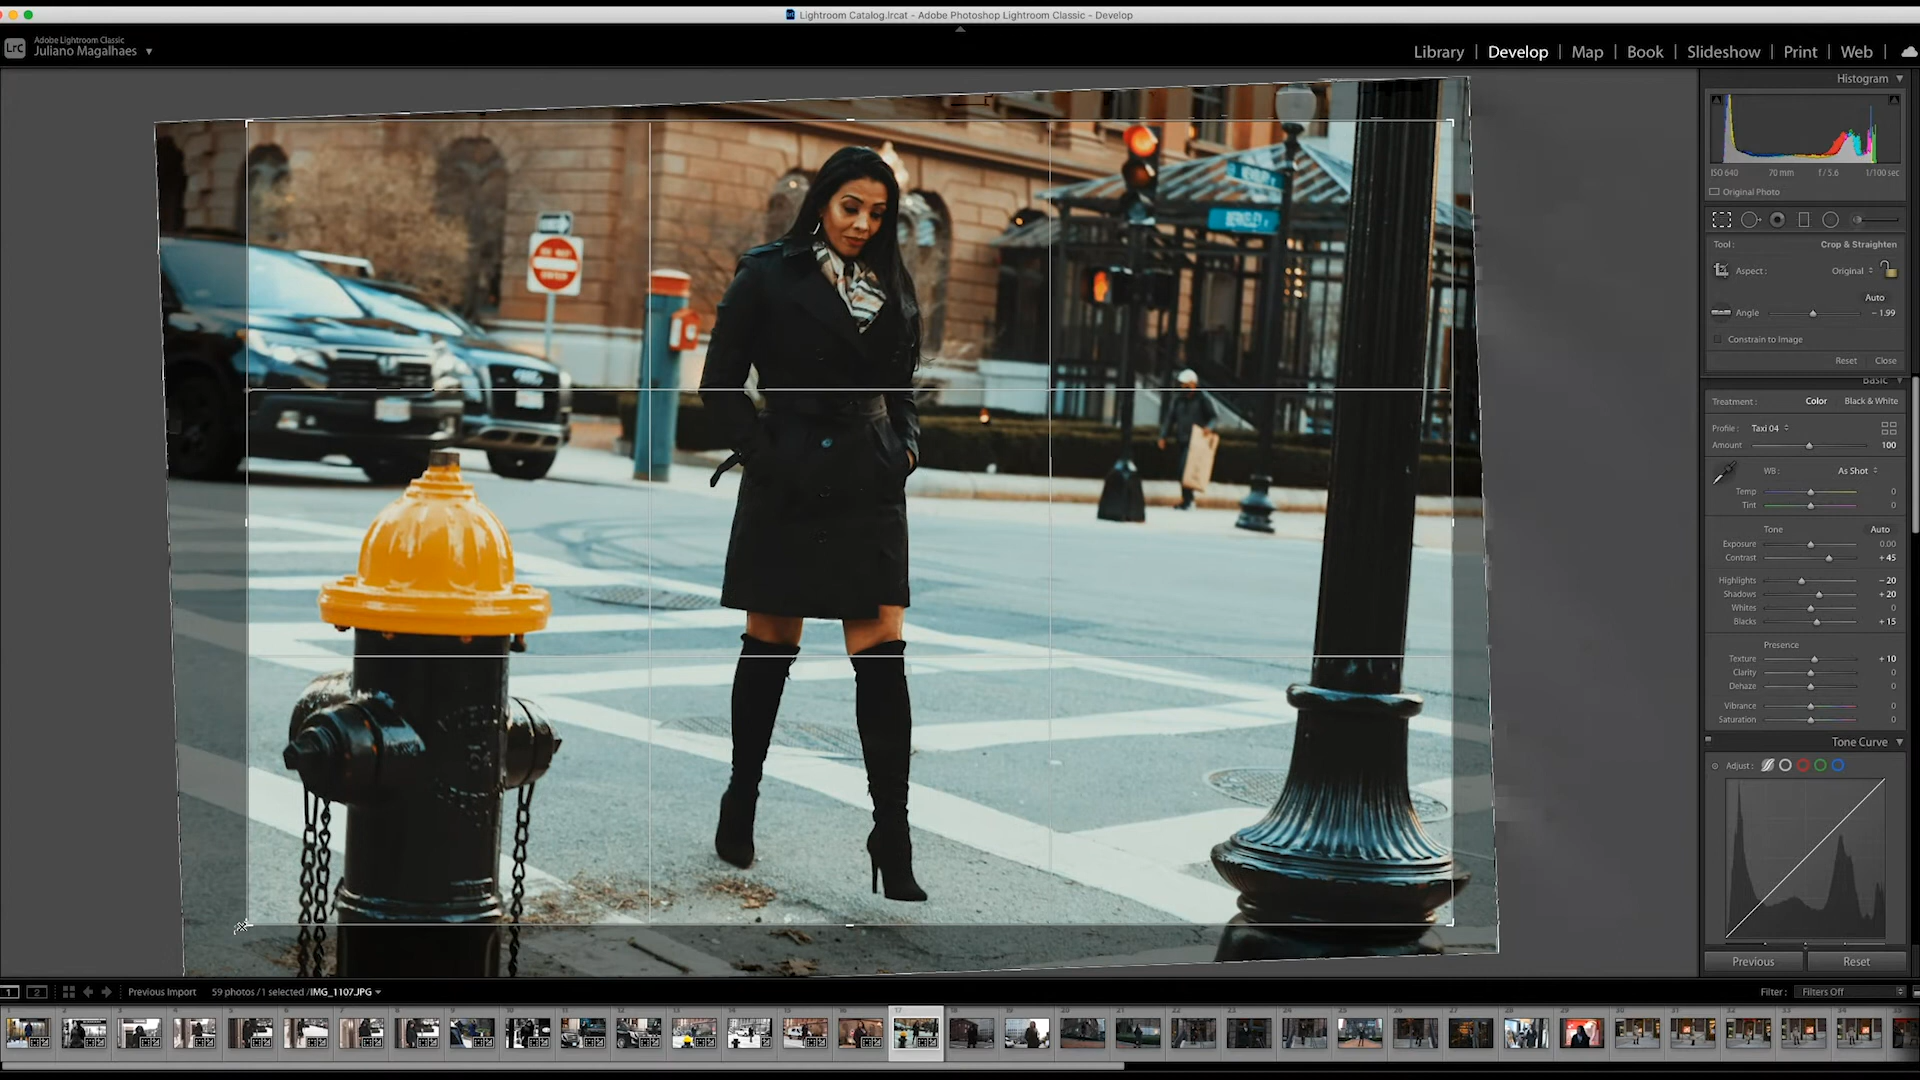 Lightroom Catalog.lrcat - Adobe Photoshop Lightroom Classic - Develop
LrC
Adobe Lightroom Classic
Juliano Magalhaes
Library | Develop | Map | Book | Slideshow | Print | Web
Histogram
ISO 640 70 mm f / 5.6 1/100 sec
Original Photo
Tool : Crop & Straighten
Aspect : Original
Auto
Angle - 1.99
Constrain to Image
Reset Close
Basic
Treatment : Color Black & White
Profile : Taxi 04
Amount 100
WB : As Shot
Temp 0
Tint 0
Tone Auto
Exposure 0.00
Contrast + 45
Highlights - 20
Shadows + 20
Whites 0
Blacks + 15
Presence
Texture + 10
Clarity 0
Dehaze 0
Vibrance 0
Saturation 0
Tone Curve
Adjust :
Previous Reset
BERKELEY
1 2 Previous Import 59 photos / 1 selected / IMG_1107.JPG
Filter : Filters Off